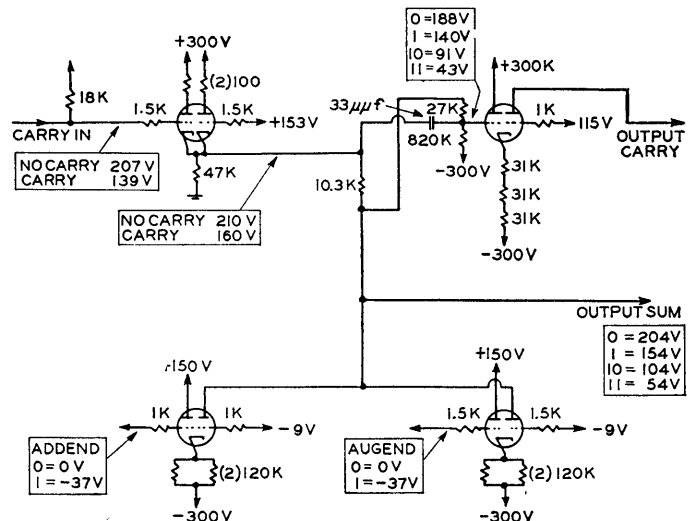 0 = 188V
1 = 140V
10 = 91V
11 = 43V
+300V
(2)100
18K
1.5K
1.5K
+153V
CARRY IN
NO CARRY 207 V
CARRY 139 V
47K
NO CARRY 210 V
CARRY 160 V
33μμf
27K
820K
-300V
10.3K
+300K
1K
115V
OUTPUT
CARRY
31K
31K
31K
-300V
OUTPUT SUM
0 = 204V
1 = 154V
10 = 104V
11 = 54V
150V
1K
1K
-9V
ADDEND
0 = 0V
1 = -37V
(2)120K
-300V
+150V
1.5K
1.5K
-9V
AUGEND
0 = 0V
1 = -37V
(2)120K
-300V